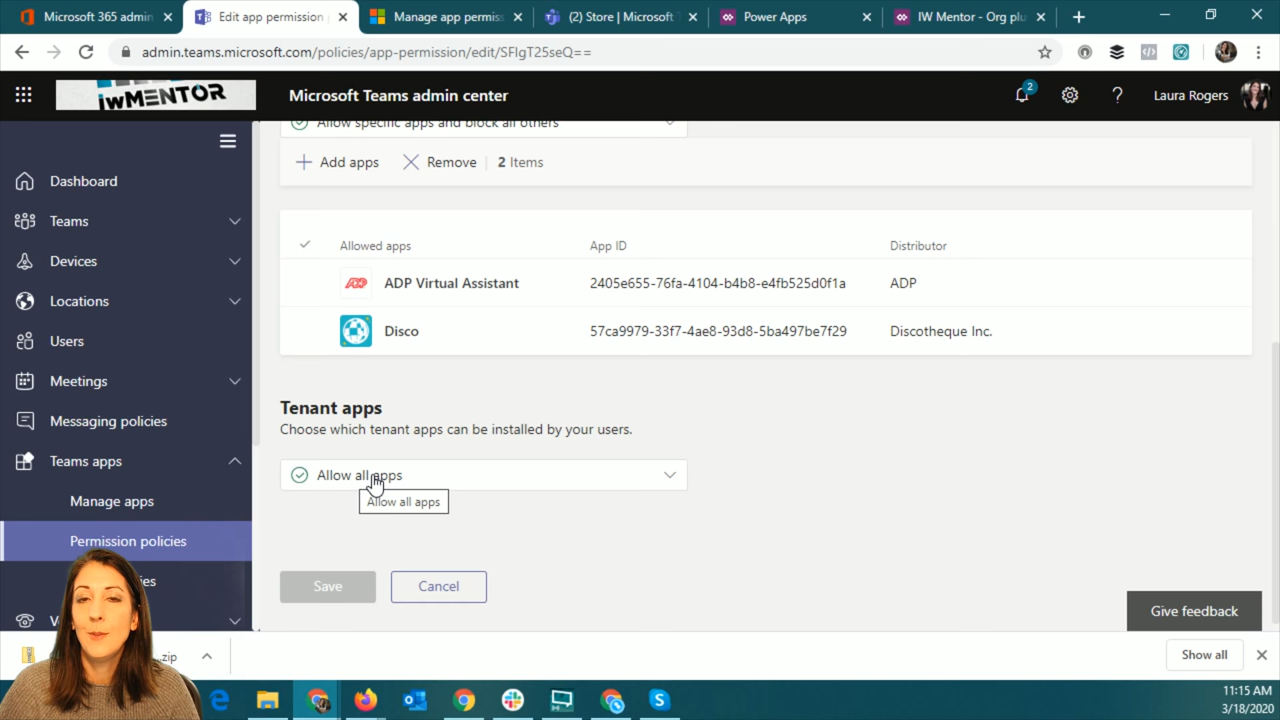 Microsoft 365 admin
Edit app permission
Manage app permis
(2) Store | Microsoft
Power Apps
IW Mentor - Org plu
admin.teams.microsoft.com/policies/app-permission/edit/SFIgT25seQ==
iwMENTOR
Microsoft Teams admin center
2
Laura Rogers
Dashboard
Teams
Devices
Locations
Users
Meetings
Messaging policies
Teams apps
Manage apps
Permission policies
ies
V
Allow specific apps and block all others
Add apps
Remove
2 Items
Allowed apps
App ID
Distributor
ADP
ADP Virtual Assistant
2405e655-76fa-4104-b4b8-e4fb525d0f1a
ADP
Disco
57ca9979-33f7-4ae8-93d8-5ba497be7f29
Discotheque Inc.
Tenant apps
Choose which tenant apps can be installed by your users.
Allow all apps
Allow all apps
Save
Cancel
Give feedback
.zip
Show all
11:15 AM
3/18/2020